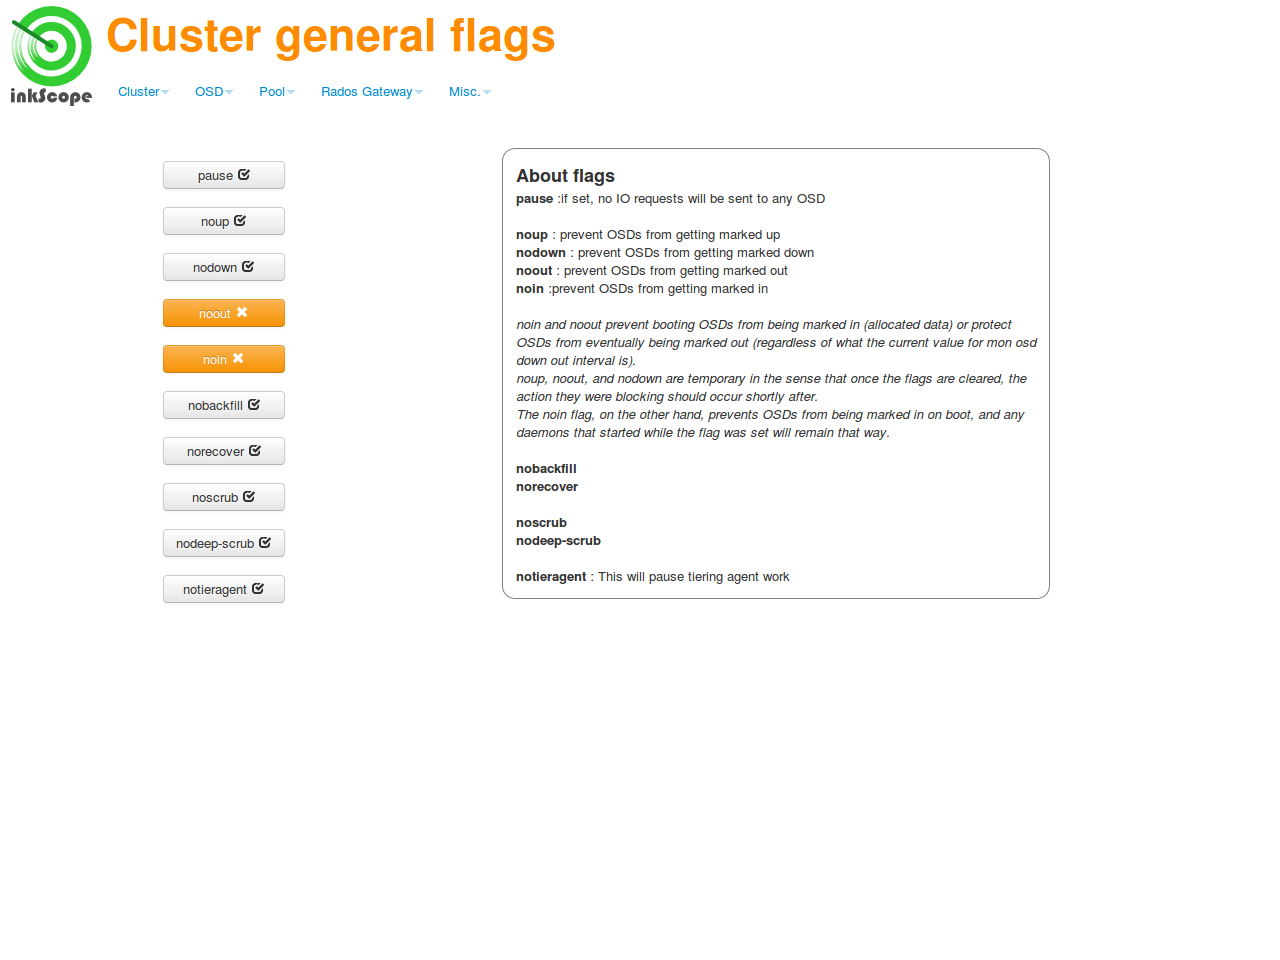 Cluster general flags
inkScope
Cluster OSD Pool Rados Gateway Misc.
pause
noup
nodown
noout
noin
nobackfill
norecover
noscrub
nodeep-scrub
notieragent
About flags
pause :if set, no IO requests will be sent to any OSD
noup : prevent OSDs from getting marked up
nodown : prevent OSDs from getting marked down
noout : prevent OSDs from getting marked out
noin :prevent OSDs from getting marked in
noin and noout prevent booting OSDs from being marked in (allocated data) or protect
OSDs from eventually being marked out (regardless of what the current value for mon osd
down out interval is).
noup, noout, and nodown are temporary in the sense that once the flags are cleared, the
action they were blocking should occur shortly after.
The noin flag, on the other hand, prevents OSDs from being marked in on boot, and any
daemons that started while the flag was set will remain that way.
nobackfill
norecover
noscrub
nodeep-scrub
notieragent : This will pause tiering agent work